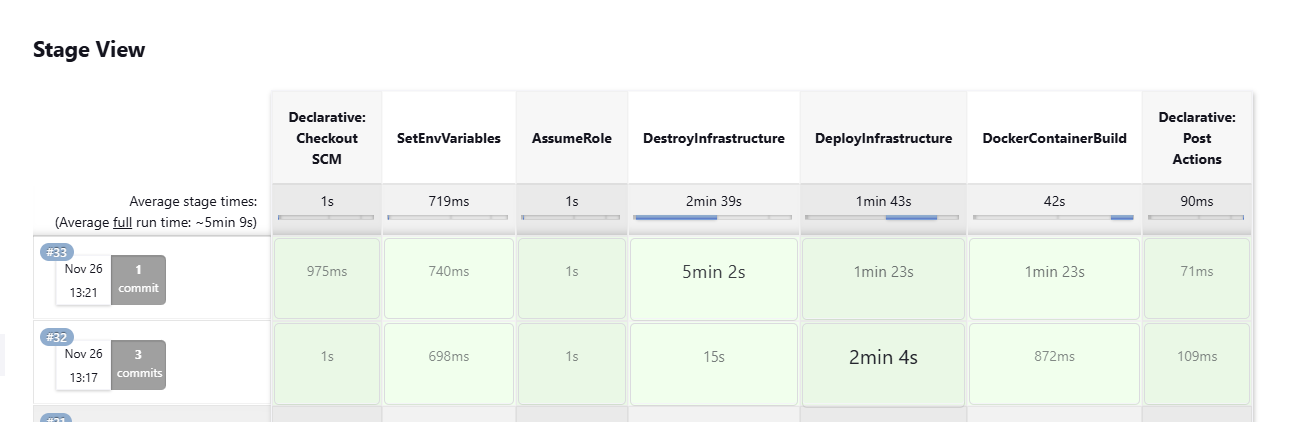 Stage View
Declarative:
Checkout
SCM
SetEnvVariables
AssumeRole
DestroyInfrastructure
DeployInfrastructure
DockerContainerBuild
Declarative:
Post
Actions
Average stage times:
(Average full run time: ~5min 9s)
1s
719ms
1s
2min 39s
1min 43s
42s
90ms
#33
Nov 26
13:21
1
commit
975ms
740ms
1s
5min 2s
1min 23s
1min 23s
71ms
#32
Nov 26
13:17
3
commits
1s
698ms
1s
15s
2min 4s
872ms
109ms